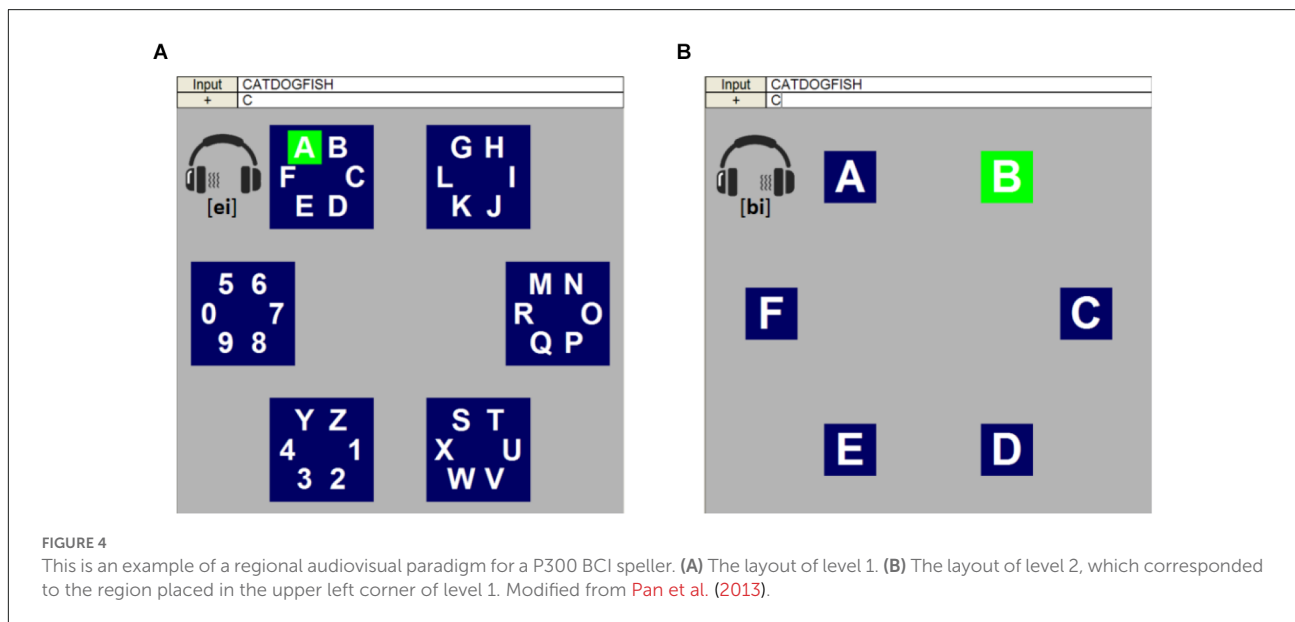 A
B
Input CATDOGFISH
+ C
[ei]
A B
F C
E D
G H
L I
K J
5 6
0 7
9 8
M N
R O
Q P
Y Z
4 1
3 2
S T
X U
W V
Input CATDOGFISH
+ C
[bi]
A B
F C
E D
FIGURE 4
This is an example of a regional audiovisual paradigm for a P300 BCI speller. (A) The layout of level 1. (B) The layout of level 2, which corresponded
to the region placed in the upper left corner of level 1. Modified from Pan et al. (2013).